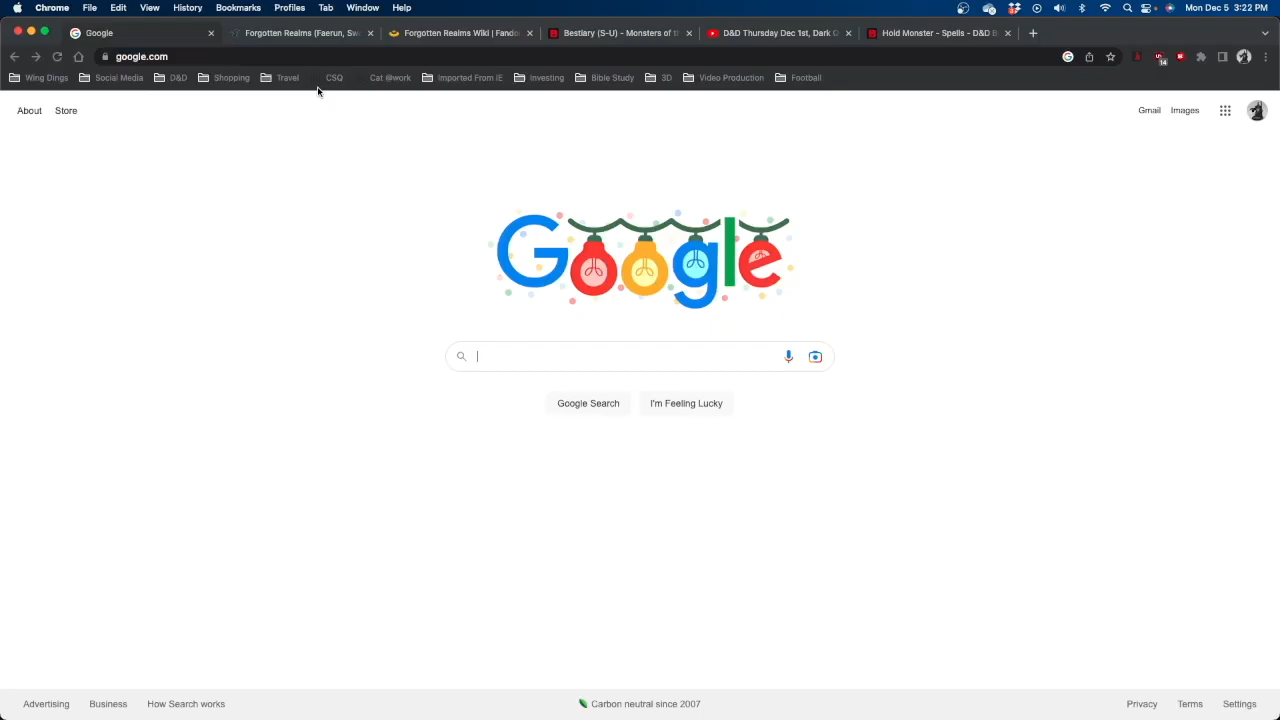 Chrome File Edit View History Bookmarks Profiles Tab Window Help Mon Dec 5 3:22 PM
Google Forgotten Realms (Faerun, Sw Forgotten Realms Wiki | Fando Bestiary (S-U) - Monsters of t D&D Thursday Dec 1st, Dark O Hold Monster - Spells - D&D B
google.com 14
Wing Dings Social Media D&D Shopping Travel CSQ Cat @work Imported From IE Investing Bible Study 3D Video Production Football
About Store Gmail Images
Google
Google Search I'm Feeling Lucky
Advertising Business How Search works Carbon neutral since 2007 Privacy Terms Settings